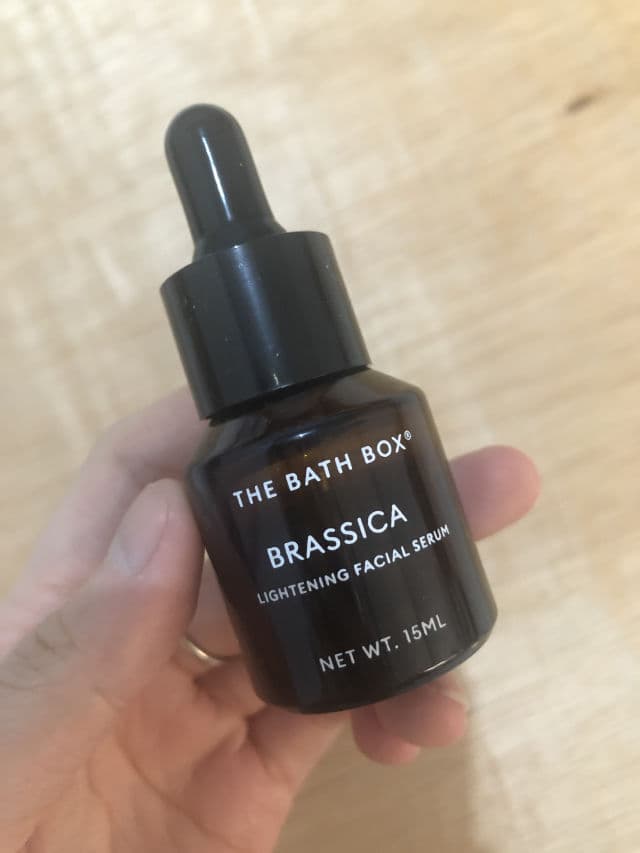 THE BATH BOX®
BRASSICA
LIGHTENING FACIAL SERUM
NET WT. 15ML